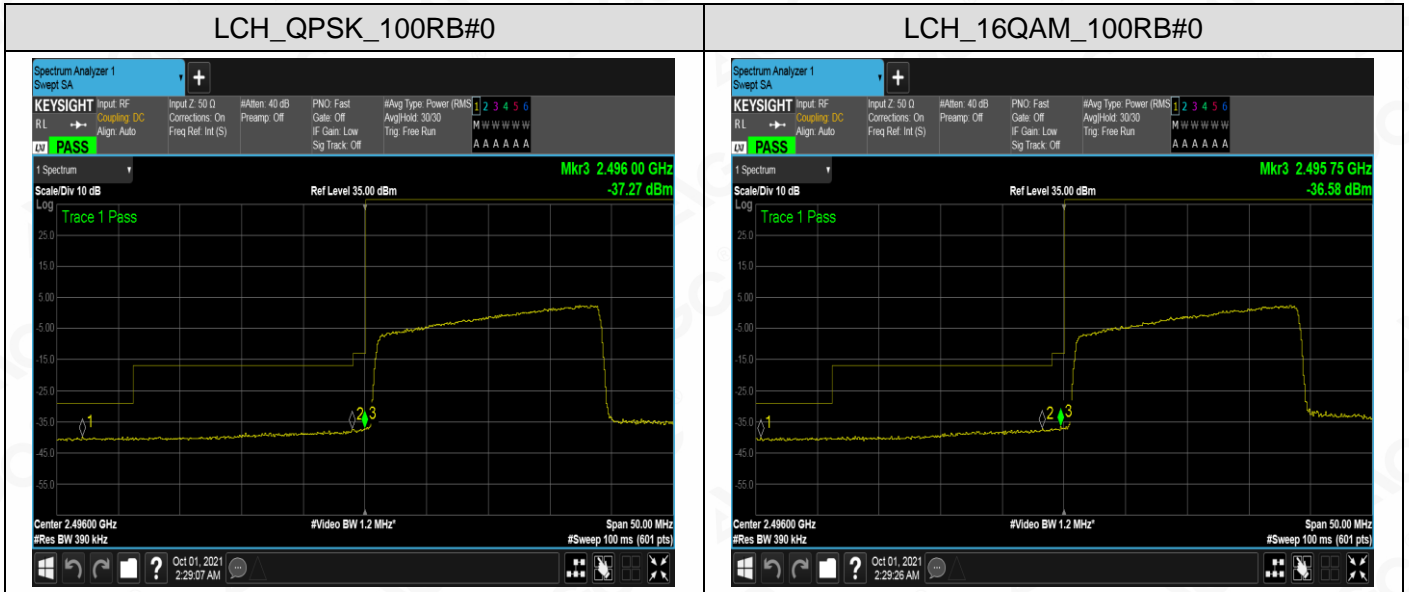 LCH_QPSK_100RB#0
Spectrum Analyzer 1
Swept SA
+
KEYSIGHT
RL
LXI PASS
Input: RF
Coupling: DC
Align: Auto
Input Z: 50 Ω
Corrections: On
Freq Ref: Int (S)
#Atten: 40 dB
Preamp: Off
PNO: Fast
Gate: Off
IF Gain: Low
Sig Track: Off
#Avg Type: Power (RMS
Avg|Hold: 30/30
Trig: Free Run
1 2 3 4 5 6
M W W W W W
A A A A A A
1 Spectrum
Mkr3 2.496 00 GHz
Scale/Div 10 dB
Ref Level 35.00 dBm
-37.27 dBm
Log
Trace 1 Pass
25.0
15.0
5.00
-5.00
-15.0
-25.0
-35.0
-45.0
-55.0
1
2
3
Center 2.49600 GHz
#Video BW 1.2 MHz*
Span 50.00 MHz
#Res BW 390 kHz
#Sweep 100 ms (601 pts)
?
Oct 01, 2021
2:29:07 AM
LCH_16QAM_100RB#0
Spectrum Analyzer 1
Swept SA
+
KEYSIGHT
RL
LXI PASS
Input: RF
Coupling: DC
Align: Auto
Input Z: 50 Ω
Corrections: On
Freq Ref: Int (S)
#Atten: 40 dB
Preamp: Off
PNO: Fast
Gate: Off
IF Gain: Low
Sig Track: Off
#Avg Type: Power (RMS
Avg|Hold: 30/30
Trig: Free Run
1 2 3 4 5 6
M W W W W W
A A A A A A
1 Spectrum
Mkr3 2.495 75 GHz
Scale/Div 10 dB
Ref Level 35.00 dBm
-36.58 dBm
Log
Trace 1 Pass
25.0
15.0
5.00
-5.00
-15.0
-25.0
-35.0
-45.0
-55.0
1
2
3
Center 2.49600 GHz
#Video BW 1.2 MHz*
Span 50.00 MHz
#Res BW 390 kHz
#Sweep 100 ms (601 pts)
?
Oct 01, 2021
2:29:26 AM